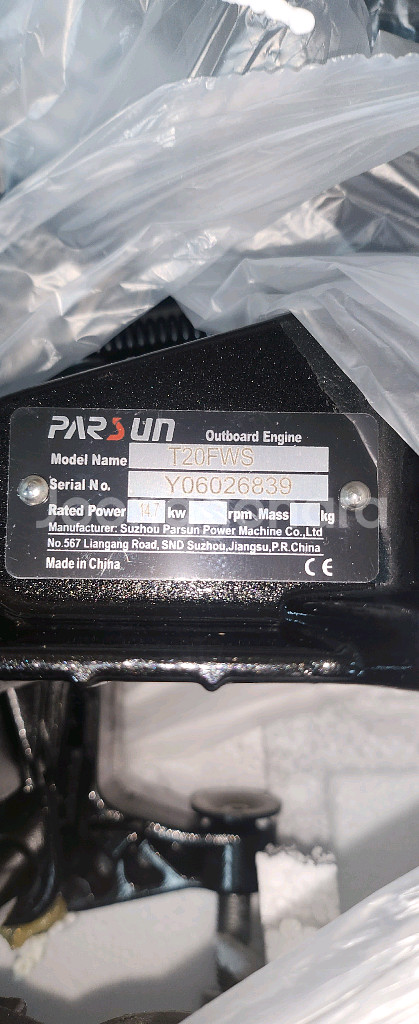 PARSUN Outboard Engine
Model Name T20FWS
Serial No. Y06026839
Rated Power 14.7 kw rpm Mass kg
Manufacturer: Suzhou Parsun Power Machine Co.,Ltd
No.567 Liangang Road, SND Suzhou,Jiangsu,P.R.China
Made in China CE